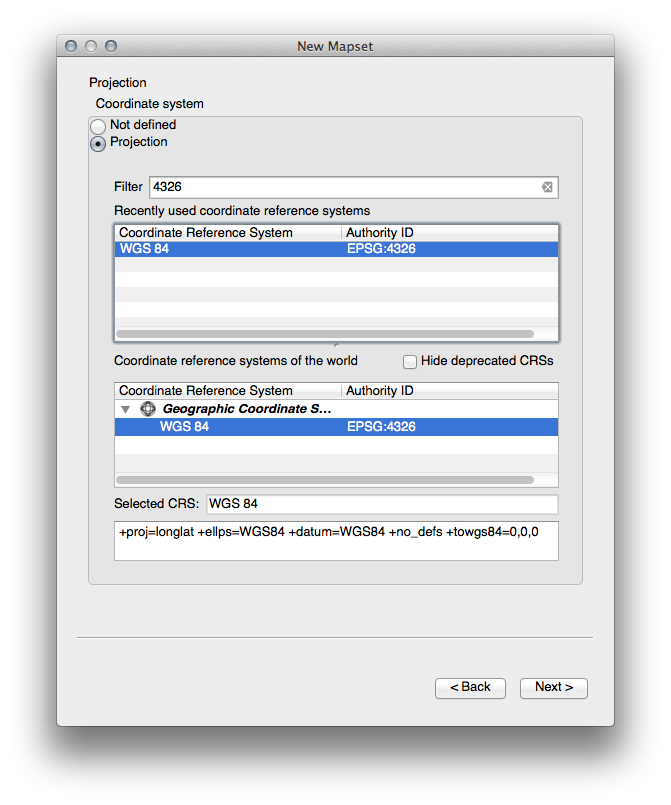 New Mapset
Projection
Coordinate system
Not defined
Projection
Filter 4326
Recently used coordinate reference systems
Coordinate Reference System Authority ID
WGS 84 EPSG:4326
Coordinate reference systems of the world Hide deprecated CRSs
Coordinate Reference System Authority ID
Geographic Coordinate S...
WGS 84 EPSG:4326
Selected CRS: WGS 84
+proj=longlat +ellps=WGS84 +datum=WGS84 +no_defs +towgs84=0,0,0
< Back Next >